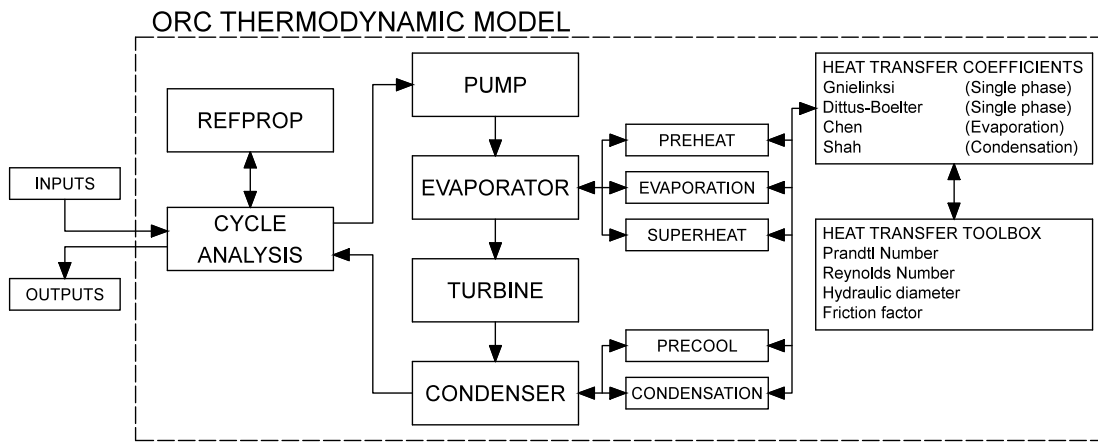 ORC THERMODYNAMIC MODEL
INPUTS
OUTPUTS
REFPROP
CYCLE
ANALYSIS
PUMP
EVAPORATOR
TURBINE
CONDENSER
PREHEAT
EVAPORATION
SUPERHEAT
PRECOOL
CONDENSATION
HEAT TRANSFER COEFFICIENTS
Gnielinksi (Single phase)
Dittus-Boelter (Single phase)
Chen (Evaporation)
Shah (Condensation)
HEAT TRANSFER TOOLBOX
Prandtl Number
Reynolds Number
Hydraulic diameter
Friction factor